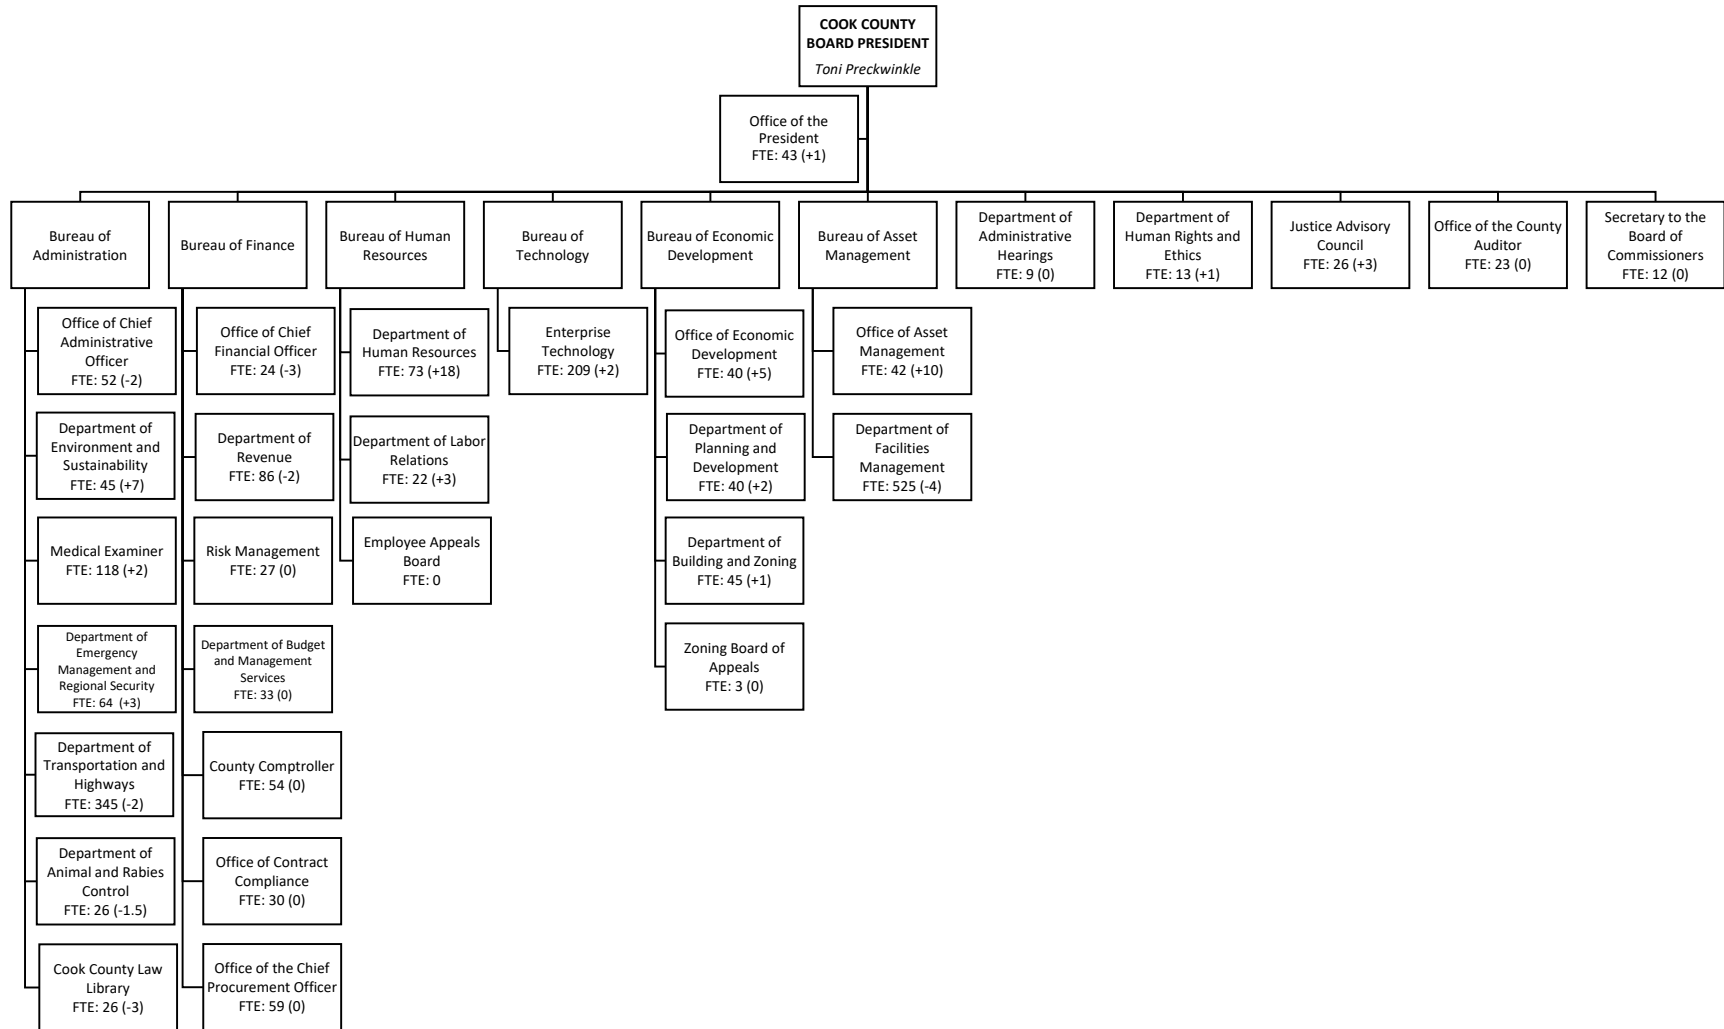 COOK COUNTY
BOARD PRESIDENT
Toni Preckwinkle
Office of the
President
FTE: 43 (+1)
Bureau of
Administration
Bureau of Finance
Bureau of Human
Resources
Bureau of
Technology
Bureau of Economic
Development
Bureau of Asset
Management
Department of
Administrative
Hearings
FTE: 9 (0)
Department of
Human Rights and
Ethics
FTE: 13 (+1)
Justice Advisory
Council
FTE: 26 (+3)
Office of the County
Auditor
FTE: 23 (0)
Secretary to the
Board of
Commissioners
FTE: 12 (0)
Office of Chief
Administrative
Officer
FTE: 52 (-2)
Department of
Environment and
Sustainability
FTE: 45 (+7)
Medical Examiner
FTE: 118 (+2)
Department of
Emergency
Management and
Regional Security
FTE: 64  (+3)
Department of
Transportation and
Highways
FTE: 345 (-2)
Department of
Animal and Rabies
Control
FTE: 26 (-1.5)
Cook County Law
Library
FTE: 26 (-3)
Office of Chief
Financial Officer
FTE: 24 (-3)
Department of
Revenue
FTE: 86 (-2)
Risk Management
FTE: 27 (0)
Department of Budget
and Management
Services
FTE: 33 (0)
County Comptroller
FTE: 54 (0)
Office of Contract
Compliance
FTE: 30 (0)
Office of the Chief
Procurement Officer
FTE: 59 (0)
Department of
Human Resources
FTE: 73 (+18)
Department of Labor
Relations
FTE: 22 (+3)
Employee Appeals
Board
FTE: 0
Enterprise
Technology
FTE: 209 (+2)
Office of Economic
Development
FTE: 40 (+5)
Department of
Planning and
Development
FTE: 40 (+2)
Department of
Building and Zoning
FTE: 45 (+1)
Zoning Board of
Appeals
FTE: 3 (0)
Office of Asset
Management
FTE: 42 (+10)
Department of
Facilities
Management
FTE: 525 (-4)